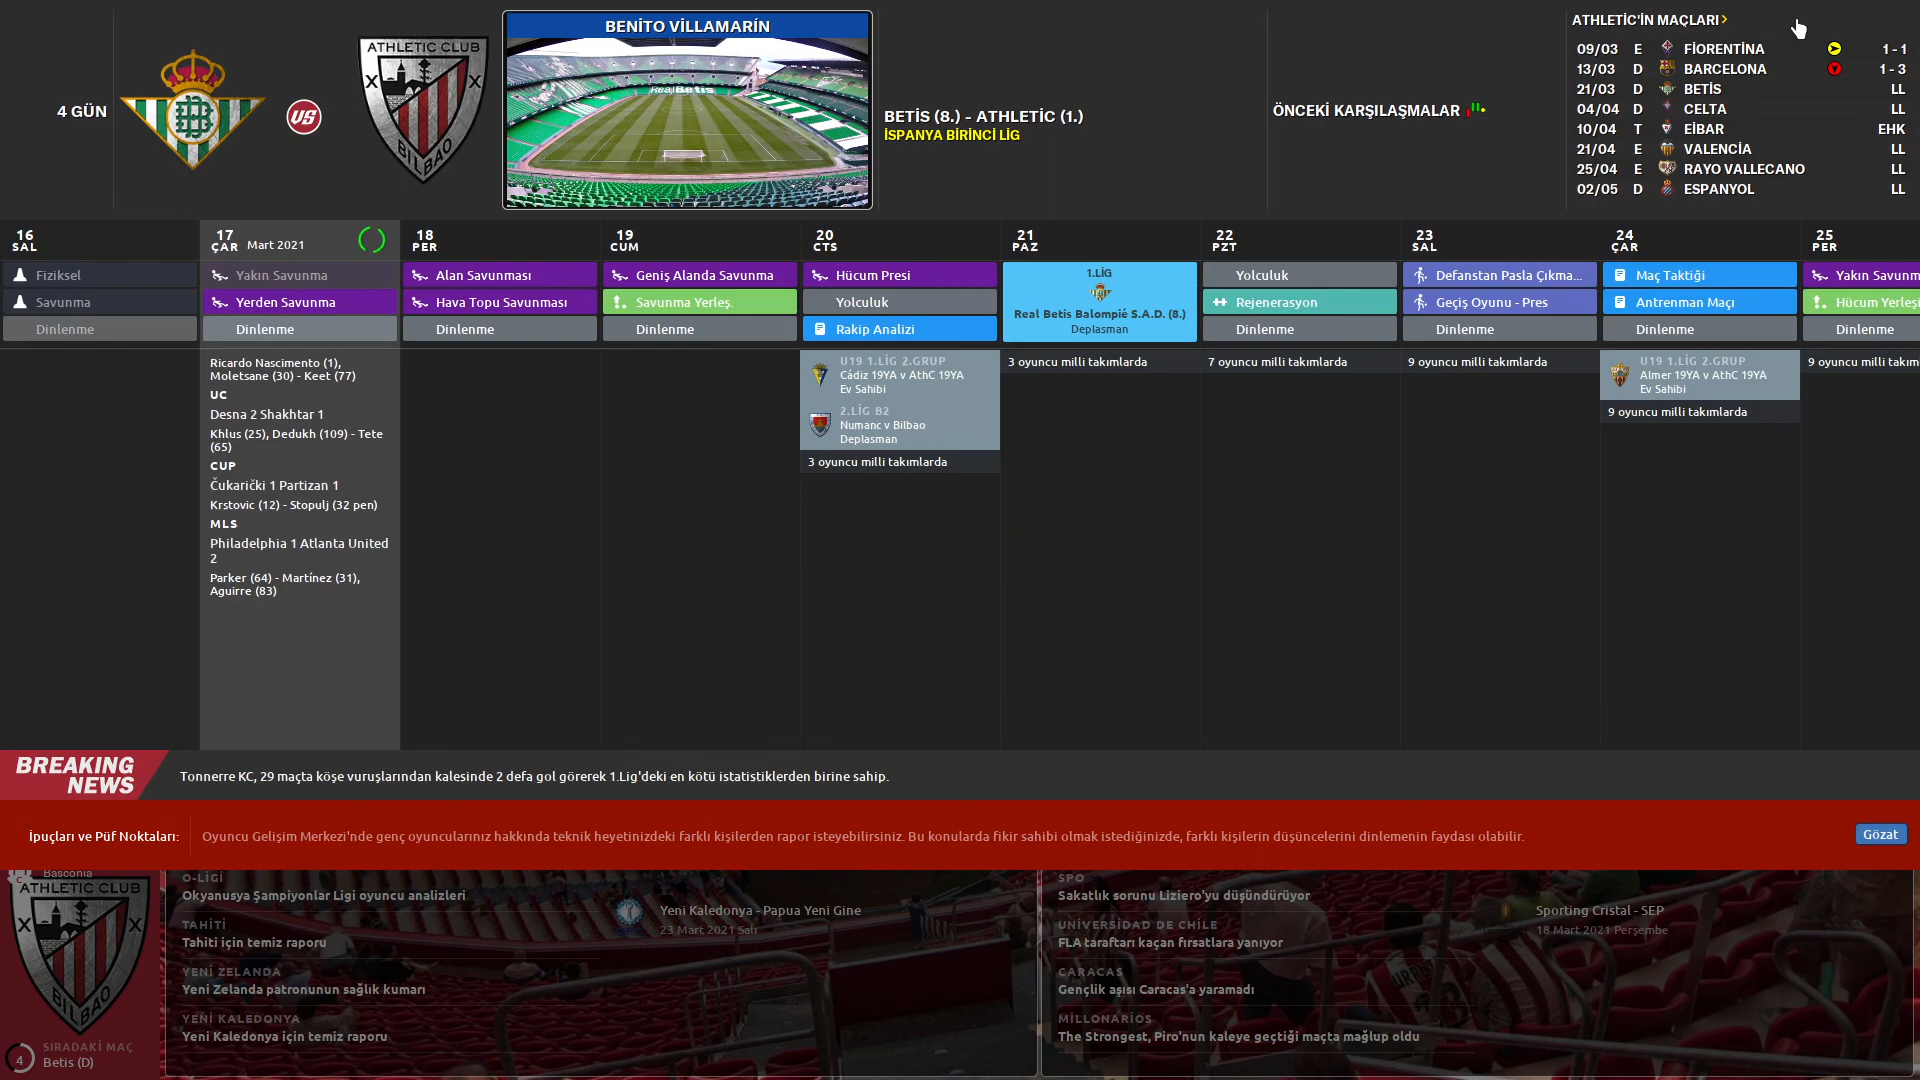 4 GÜN
VS
ATHLETIC CLUB
BILBAO
BENİTO VİLLAMARÍN
Real Betis
BETIS (8.) - ATHLETİC (1.)
İSPANYA BİRİNCİ LİG
ÖNCEKİ KARŞILAŞMALAR
ATHLETİC'İN MAÇLARI
09/03 E FİORENTİNA 1 - 1
13/03 D BARCELONA 1 - 3
21/03 D BETİS LL
04/04 D CELTA LL
10/04 T EİBAR EHK
21/04 E VALENCİA LL
25/04 E RAYO VALLECANO LL
02/05 D ESPANYOL LL
16 SAL
Fiziksel
Savunma
Dinlenme
17 ÇAR Mart 2021
Yakın Savunma
Yerden Savunma
Dinlenme
Ricardo Nascimento (1),
Moletsane (30) - Keet (77)
UC
Desna 2 Shakhtar 1
Khlus (25), Dedukh (109) - Tete
(65)
CUP
Čukarički 1 Partizan 1
Krstovic (12) - Stopulj (32 pen)
MLS
Philadelphia 1 Atlanta United
2
Parker (64) - Martínez (31),
Aguirre (83)
18 PER
Alan Savunması
Hava Topu Savunması
Dinlenme
19 CUM
Geniş Alanda Savunma
Savunma Yerleş.
Dinlenme
20 CTS
Hücum Presi
Yolculuk
Rakip Analizi
U19 1.LİG 2.GRUP
Cádiz 19YA v AthC 19YA
Ev Sahibi
2.LİG B2
Numanc v Bilbao
Deplasman
3 oyuncu milli takımlarda
21 PAZ
1.LİG
Real Betis Balompié S.A.D. (8.)
Deplasman
3 oyuncu milli takımlarda
22 PZT
Yolculuk
Rejenerasyon
Dinlenme
7 oyuncu milli takımlarda
23 SAL
Defanstan Pasla Çıkma...
Geçiş Oyunu - Pres
Dinlenme
9 oyuncu milli takımlarda
24 ÇAR
Maç Taktiği
Antrenman Maçı
Dinlenme
U19 1.LİG 2.GRUP
Almer 19YA v AthC 19YA
Ev Sahibi
9 oyuncu milli takımlarda
25 PER
Yakın Savunm
Hücum Yerleşi
Dinlenme
9 oyuncu milli takım
BREAKING
NEWS
Tonnerre KC, 29 maçta köşe vuruşlarından kalesinde 2 defa gol görerek 1.Lig'deki en kötü istatistiklerden birine sahip.
İpuçları ve Püf Noktaları:
Oyuncu Gelişim Merkezi'nde genç oyuncularınız hakkında teknik heyetinizdeki farklı kişilerden rapor isteyebilirsiniz. Bu konularda fikir sahibi olmak istediğinizde, farklı kişilerin düşüncelerini dinlemenin faydası olabilir.
Gözat
Basconia
ATHLETIC CLUB
BILBAO
4
SIRADAKİ MAÇ
Betis (D)
O-LİGİ
Okyanusya Şampiyonlar Ligi oyuncu analizleri
TAHİTİ
Tahiti için temiz raporu
YENİ ZELANDA
Yeni Zelanda patronunun sağlık kumarı
YENİ KALEDONYA
Yeni Kaledonya için temiz raporu
Yeni Kaledonya - Papua Yeni Gine
23 Mart 2021 Salı
SPO
Sakatlık sorunu Liziero'yu düşündürüyor
UNİVERSİDAD DE CHILE
FLA taraftarı kaçan fırsatlara yanıyor
CARACAS
Gençlik aşısı Caracas'a yaramadı
MİLLONARİOS
The Strongest, Piro'nun kaleye geçtiği maçta mağlup oldu
Sporting Cristal - SEP
18 Mart 2021 Perşembe